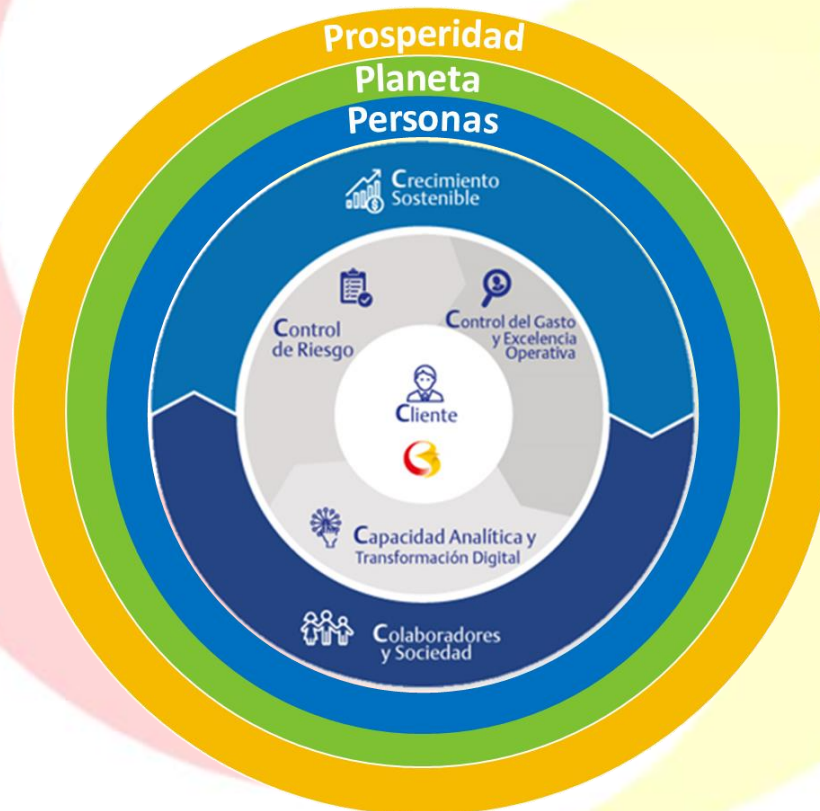 Prosperidad
Planeta
Personas
Crecimiento
Sostenible
Control
de Riesgo
Control del Gasto
y Excelencia
Operativa
Cliente
Capacidad Analítica y
Transformación Digital
Colaboradores
y Sociedad